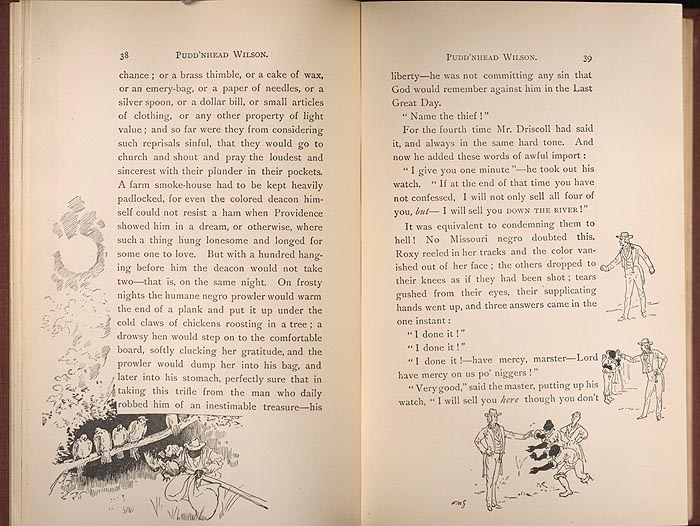 38 PUDD'NHEAD WILSON.
chance; or a brass thimble, or a cake of wax,
or an emery-bag, or a paper of needles, or a
silver spoon, or a dollar bill, or small articles
of clothing, or any other property of light
value; and so far were they from considering
such reprisals sinful, that they would go to
church and shout and pray the loudest and
sincerest with their plunder in their pockets.
A farm smoke-house had to be kept heavily
padlocked, for even the colored deacon him-
self could not resist a ham when Providence
showed him in a dream, or otherwise, where
such a thing hung lonesome and longed for
some one to love. But with a hundred hang-
ing before him the deacon would not take
two—that is, on the same night. On frosty
nights the humane negro prowler would warm
the end of a plank and put it up under the
cold claws of chickens roosting in a tree; a
drowsy hen would step on to the comfortable
board, softly clucking her gratitude, and the
prowler would dump her into his bag, and
later into his stomach, perfectly sure that in
taking this trifle from the man who daily
robbed him of an inestimable treasure—his
PUDD'NHEAD WILSON. 39
liberty—he was not committing any sin that
God would remember against him in the Last
Great Day.
"Name the thief!"
For the fourth time Mr. Driscoll had said
it, and always in the same hard tone. And
now he added these words of awful import:
"I give you one minute"—he took out his
watch. "If at the end of that time you have
not confessed, I will not only sell all four of
you, but— I will sell you DOWN THE RIVER!"
It was equivalent to condemning them to
hell! No Missouri negro doubted this.
Roxy reeled in her tracks and the color van-
ished out of her face; the others dropped to
their knees as if they had been shot; tears
gushed from their eyes, their supplicating
hands went up, and three answers came in the
one instant:
"I done it!"
"I done it!"
"I done it!—have mercy, marster—Lord
have mercy on us po' niggers!"
"Very good," said the master, putting up his
watch, "I will sell you here though you don't